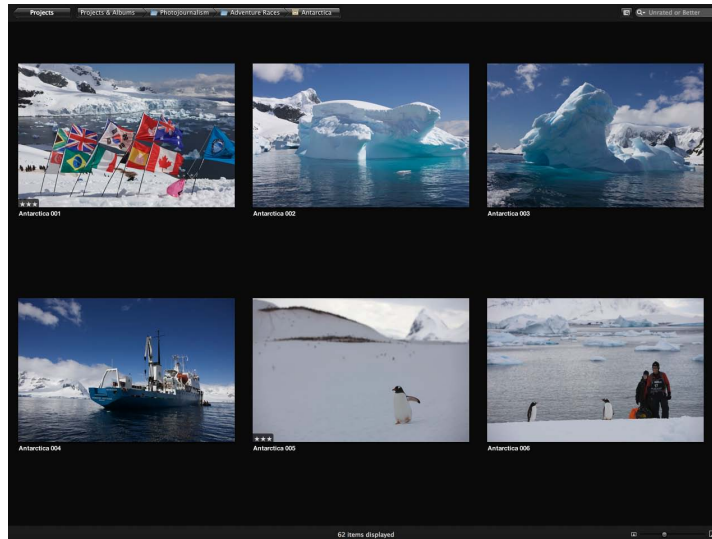 Projects Projects & Albums Photojournalism Adventure Races Antarctica Unrated or Better
Antarctica 001
Antarctica 002
Antarctica 003
Antarctica 004
Antarctica 005
Antarctica 006
62 items displayed